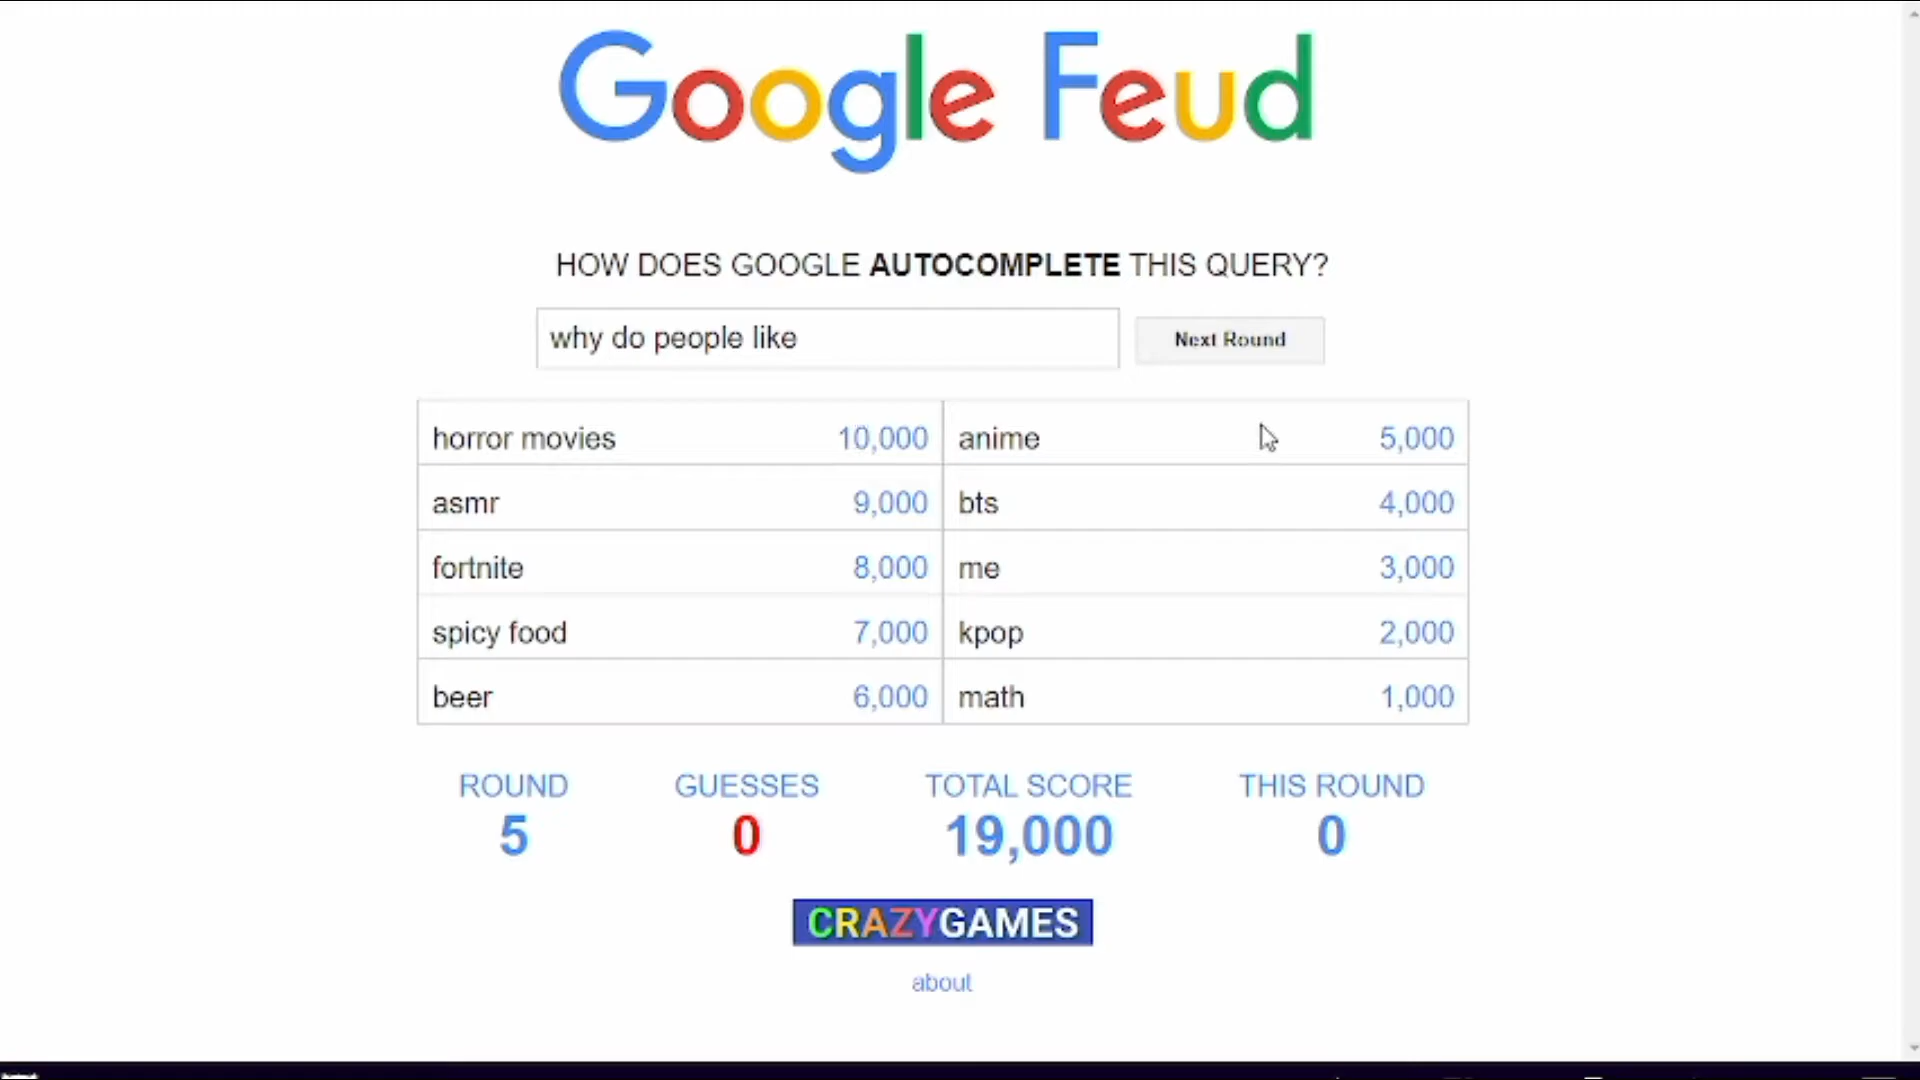 Google Feud
HOW DOES GOOGLE AUTOCOMPLETE THIS QUERY?
why do people like
Next Round
horror movies 10,000 anime 5,000
asmr 9,000 bts 4,000
fortnite 8,000 me 3,000
spicy food 7,000 kpop 2,000
beer 6,000 math 1,000
ROUND GUESSES TOTAL SCORE THIS ROUND
5 0 19,000 0
CRAZYGAMES
about